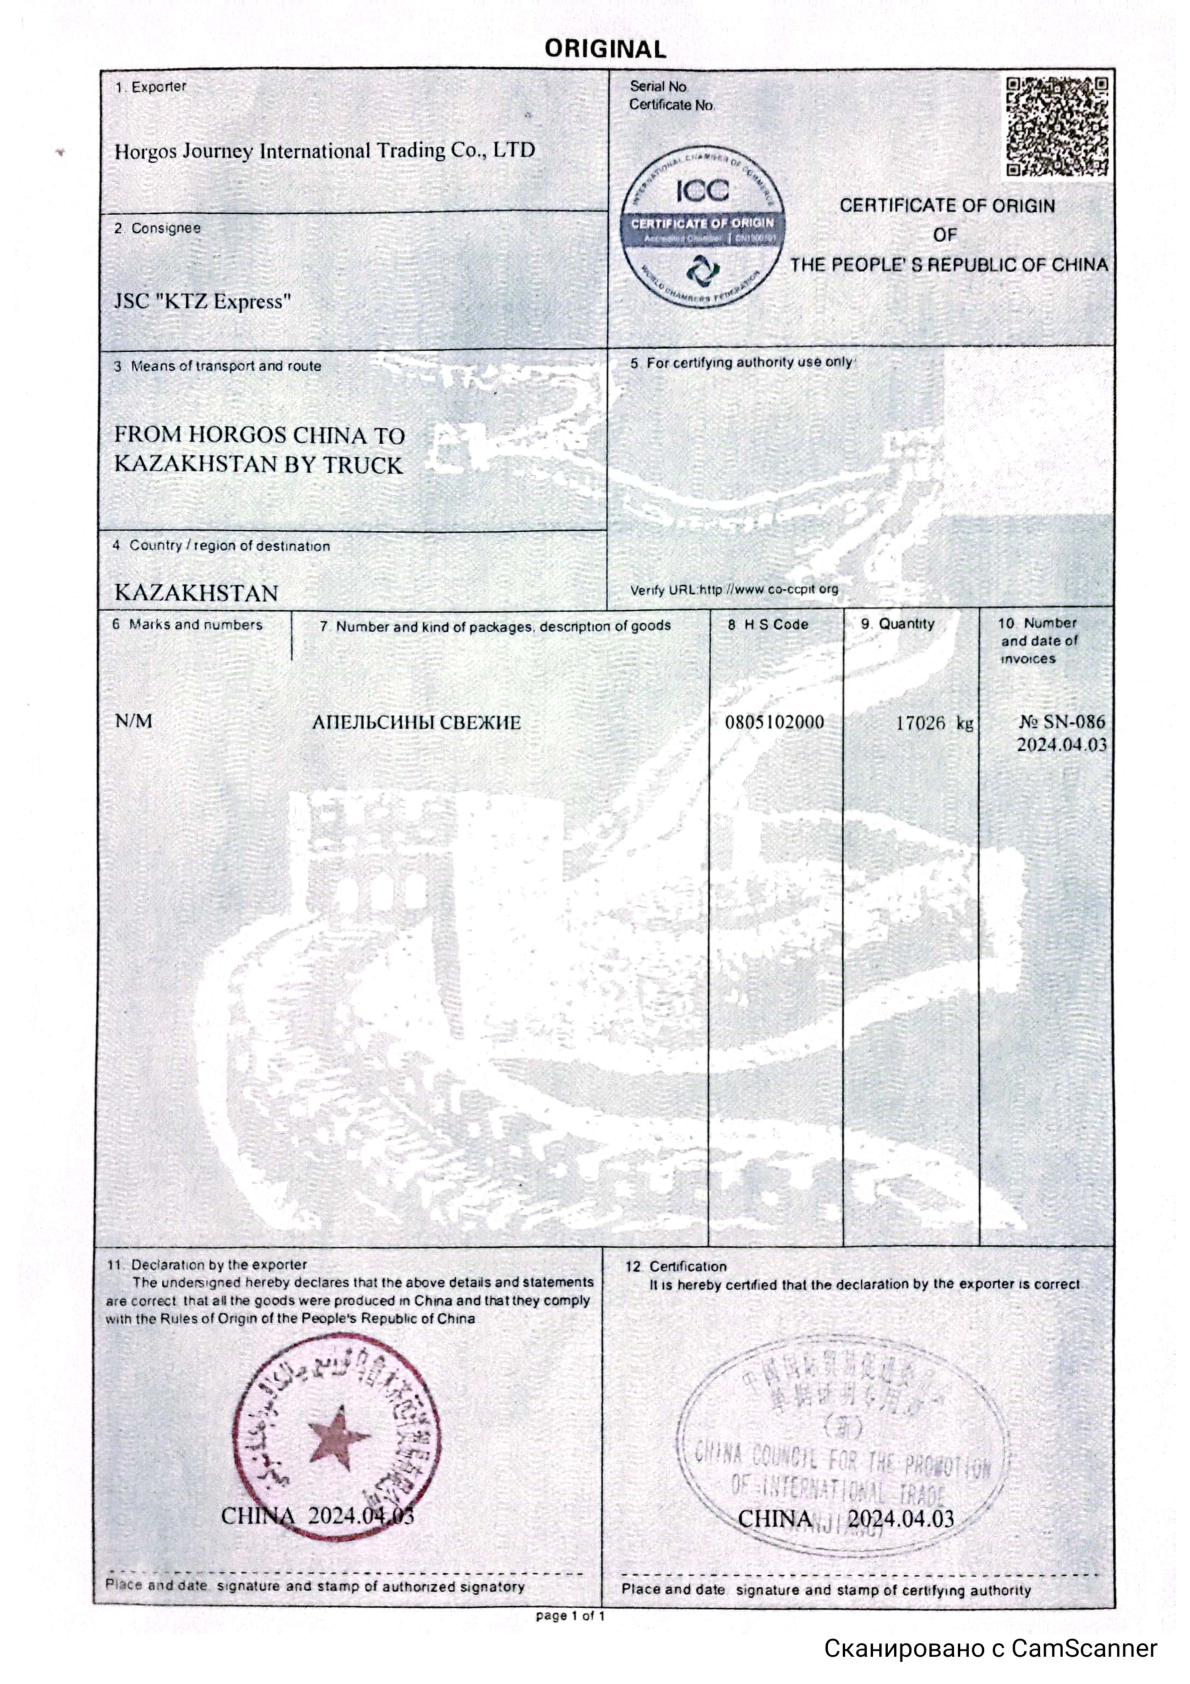 ORIGINAL
1. Exporter
Horgos Journey International Trading Co., LTD
Serial No.
Certificate No.
INTERNATIONAL CHAMBER OF COMMERCE
ICC
CERTIFICATE OF ORIGIN
Accredited Chamber
WORLD CHAMBERS FEDERATION
CERTIFICATE OF ORIGIN
OF
THE PEOPLE' S REPUBLIC OF CHINA
2. Consignee
JSC "KTZ Express"
3. Means of transport and route
FROM HORGOS CHINA TO
KAZAKHSTAN BY TRUCK
4. Country / region of destination
KAZAKHSTAN
5. For certifying authority use only
Verify URL:http://www.co-ccpit.org
6. Marks and numbers
7. Number and kind of packages, description of goods
8. H.S Code
9. Quantity
10. Number
and date of
invoices
N/M
АПЕЛЬСИНЫ СВЕЖИЕ
0805102000
17026 kg
№ SN-086
2024.04.03
11. Declaration by the exporter
The undersigned hereby declares that the above details and statements
are correct, that all the goods were produced in China and that they comply
with the Rules of Origin of the People's Republic of China
CHINA 2024.04.03
Place and date, signature and stamp of authorized signatory
12. Certification
It is hereby certified that the declaration by the exporter is correct
中国国际贸易促进委员会
单据证明专用章
(新)
CHINA COUNCIL FOR THE PROMOTION
OF INTERNATIONAL TRADE
CHINA 2024.04.03
Place and date, signature and stamp of certifying authority
page 1 of 1
Сканировано с CamScanner